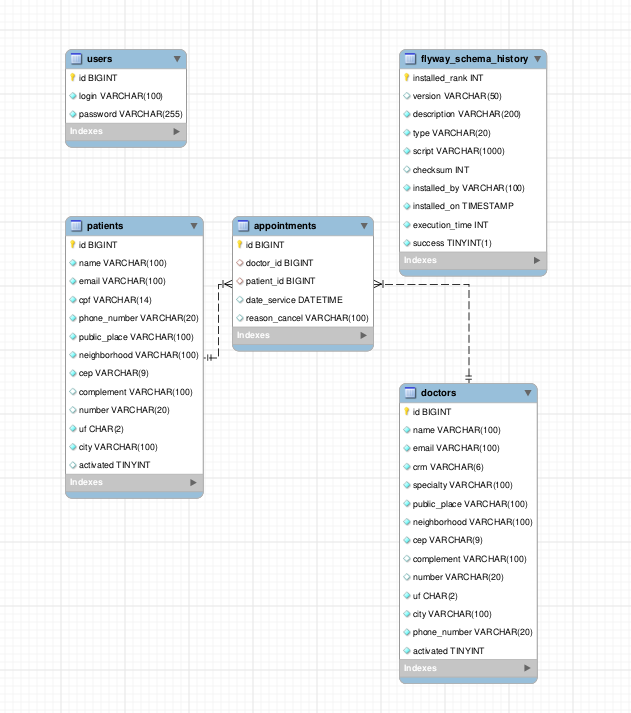 users
id BIGINT
login VARCHAR(100)
password VARCHAR(255)
Indexes
flyway_schema_history
installed_rank INT
version VARCHAR(50)
description VARCHAR(200)
type VARCHAR(20)
script VARCHAR(1000)
checksum INT
installed_by VARCHAR(100)
installed_on TIMESTAMP
execution_time INT
success TINYINT(1)
Indexes
patients
id BIGINT
name VARCHAR(100)
email VARCHAR(100)
cpf VARCHAR(14)
phone_number VARCHAR(20)
public_place VARCHAR(100)
neighborhood VARCHAR(100)
cep VARCHAR(9)
complement VARCHAR(100)
number VARCHAR(20)
uf CHAR(2)
city VARCHAR(100)
activated TINYINT
Indexes
appointments
id BIGINT
doctor_id BIGINT
patient_id BIGINT
date_service DATETIME
reason_cancel VARCHAR(100)
Indexes
doctors
id BIGINT
name VARCHAR(100)
email VARCHAR(100)
crm VARCHAR(6)
specialty VARCHAR(100)
public_place VARCHAR(100)
neighborhood VARCHAR(100)
cep VARCHAR(9)
complement VARCHAR(100)
number VARCHAR(20)
uf CHAR(2)
city VARCHAR(100)
phone_number VARCHAR(20)
activated TINYINT
Indexes